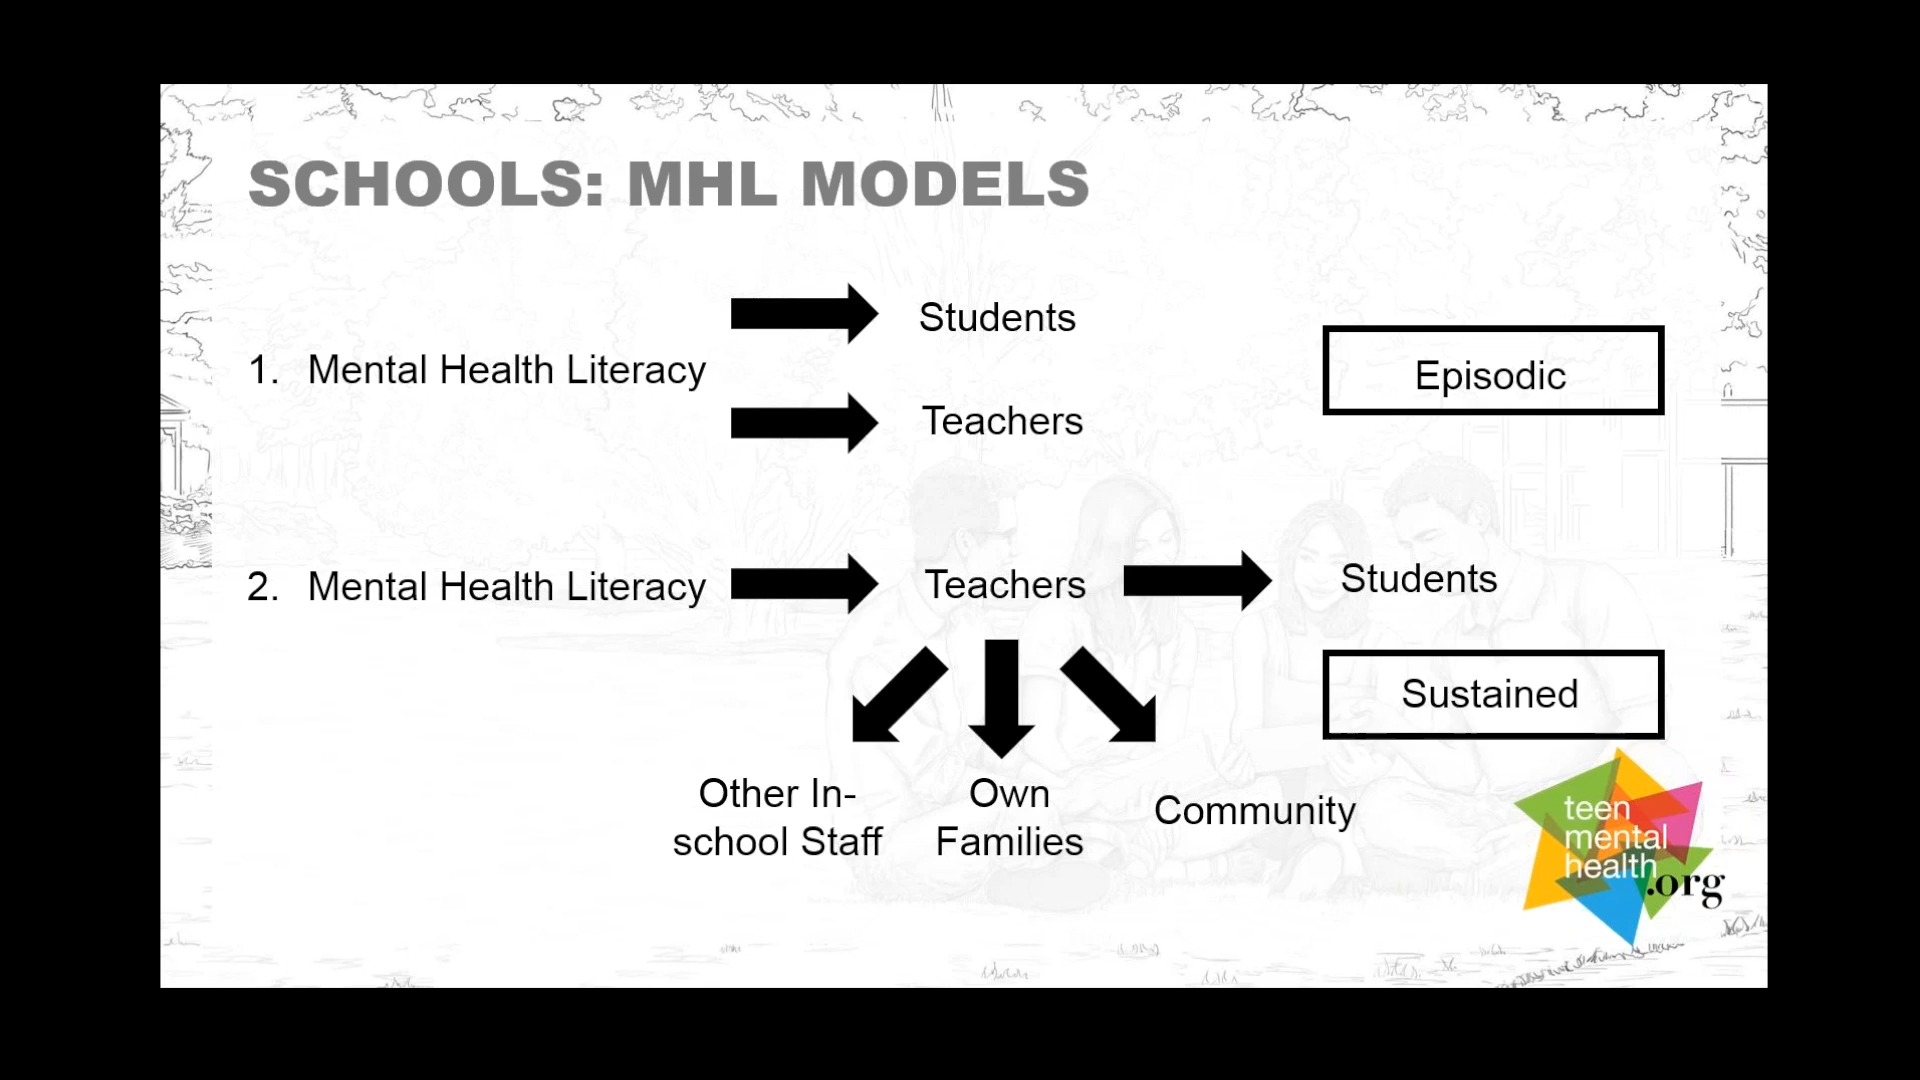 SCHOOLS: MHL MODELS
Students
1. Mental Health Literacy
Episodic
Teachers
2. Mental Health Literacy
Teachers
Students
Sustained
Other In-
school Staff
Own
Families
Community
teen
mental
health
.org